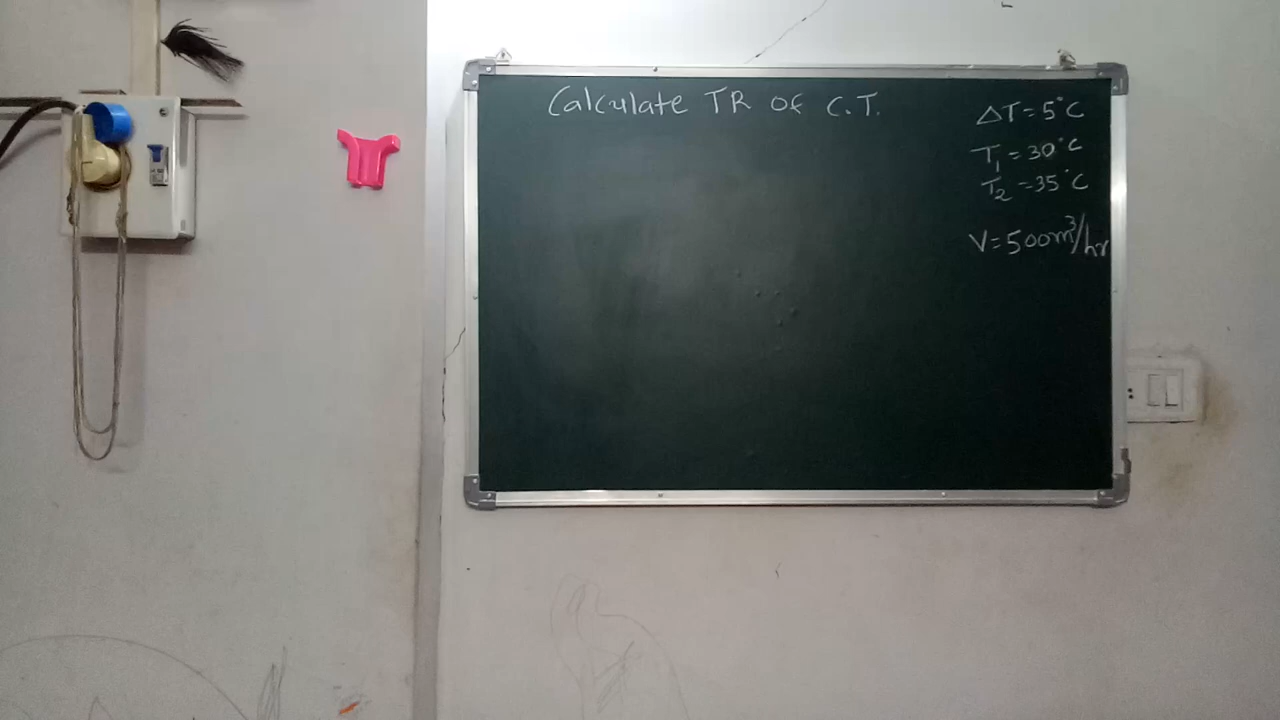 Calculate TR of C.T.
ΔT=5°C
T₁=30°C
T₂=35°C
V=500m³/hr